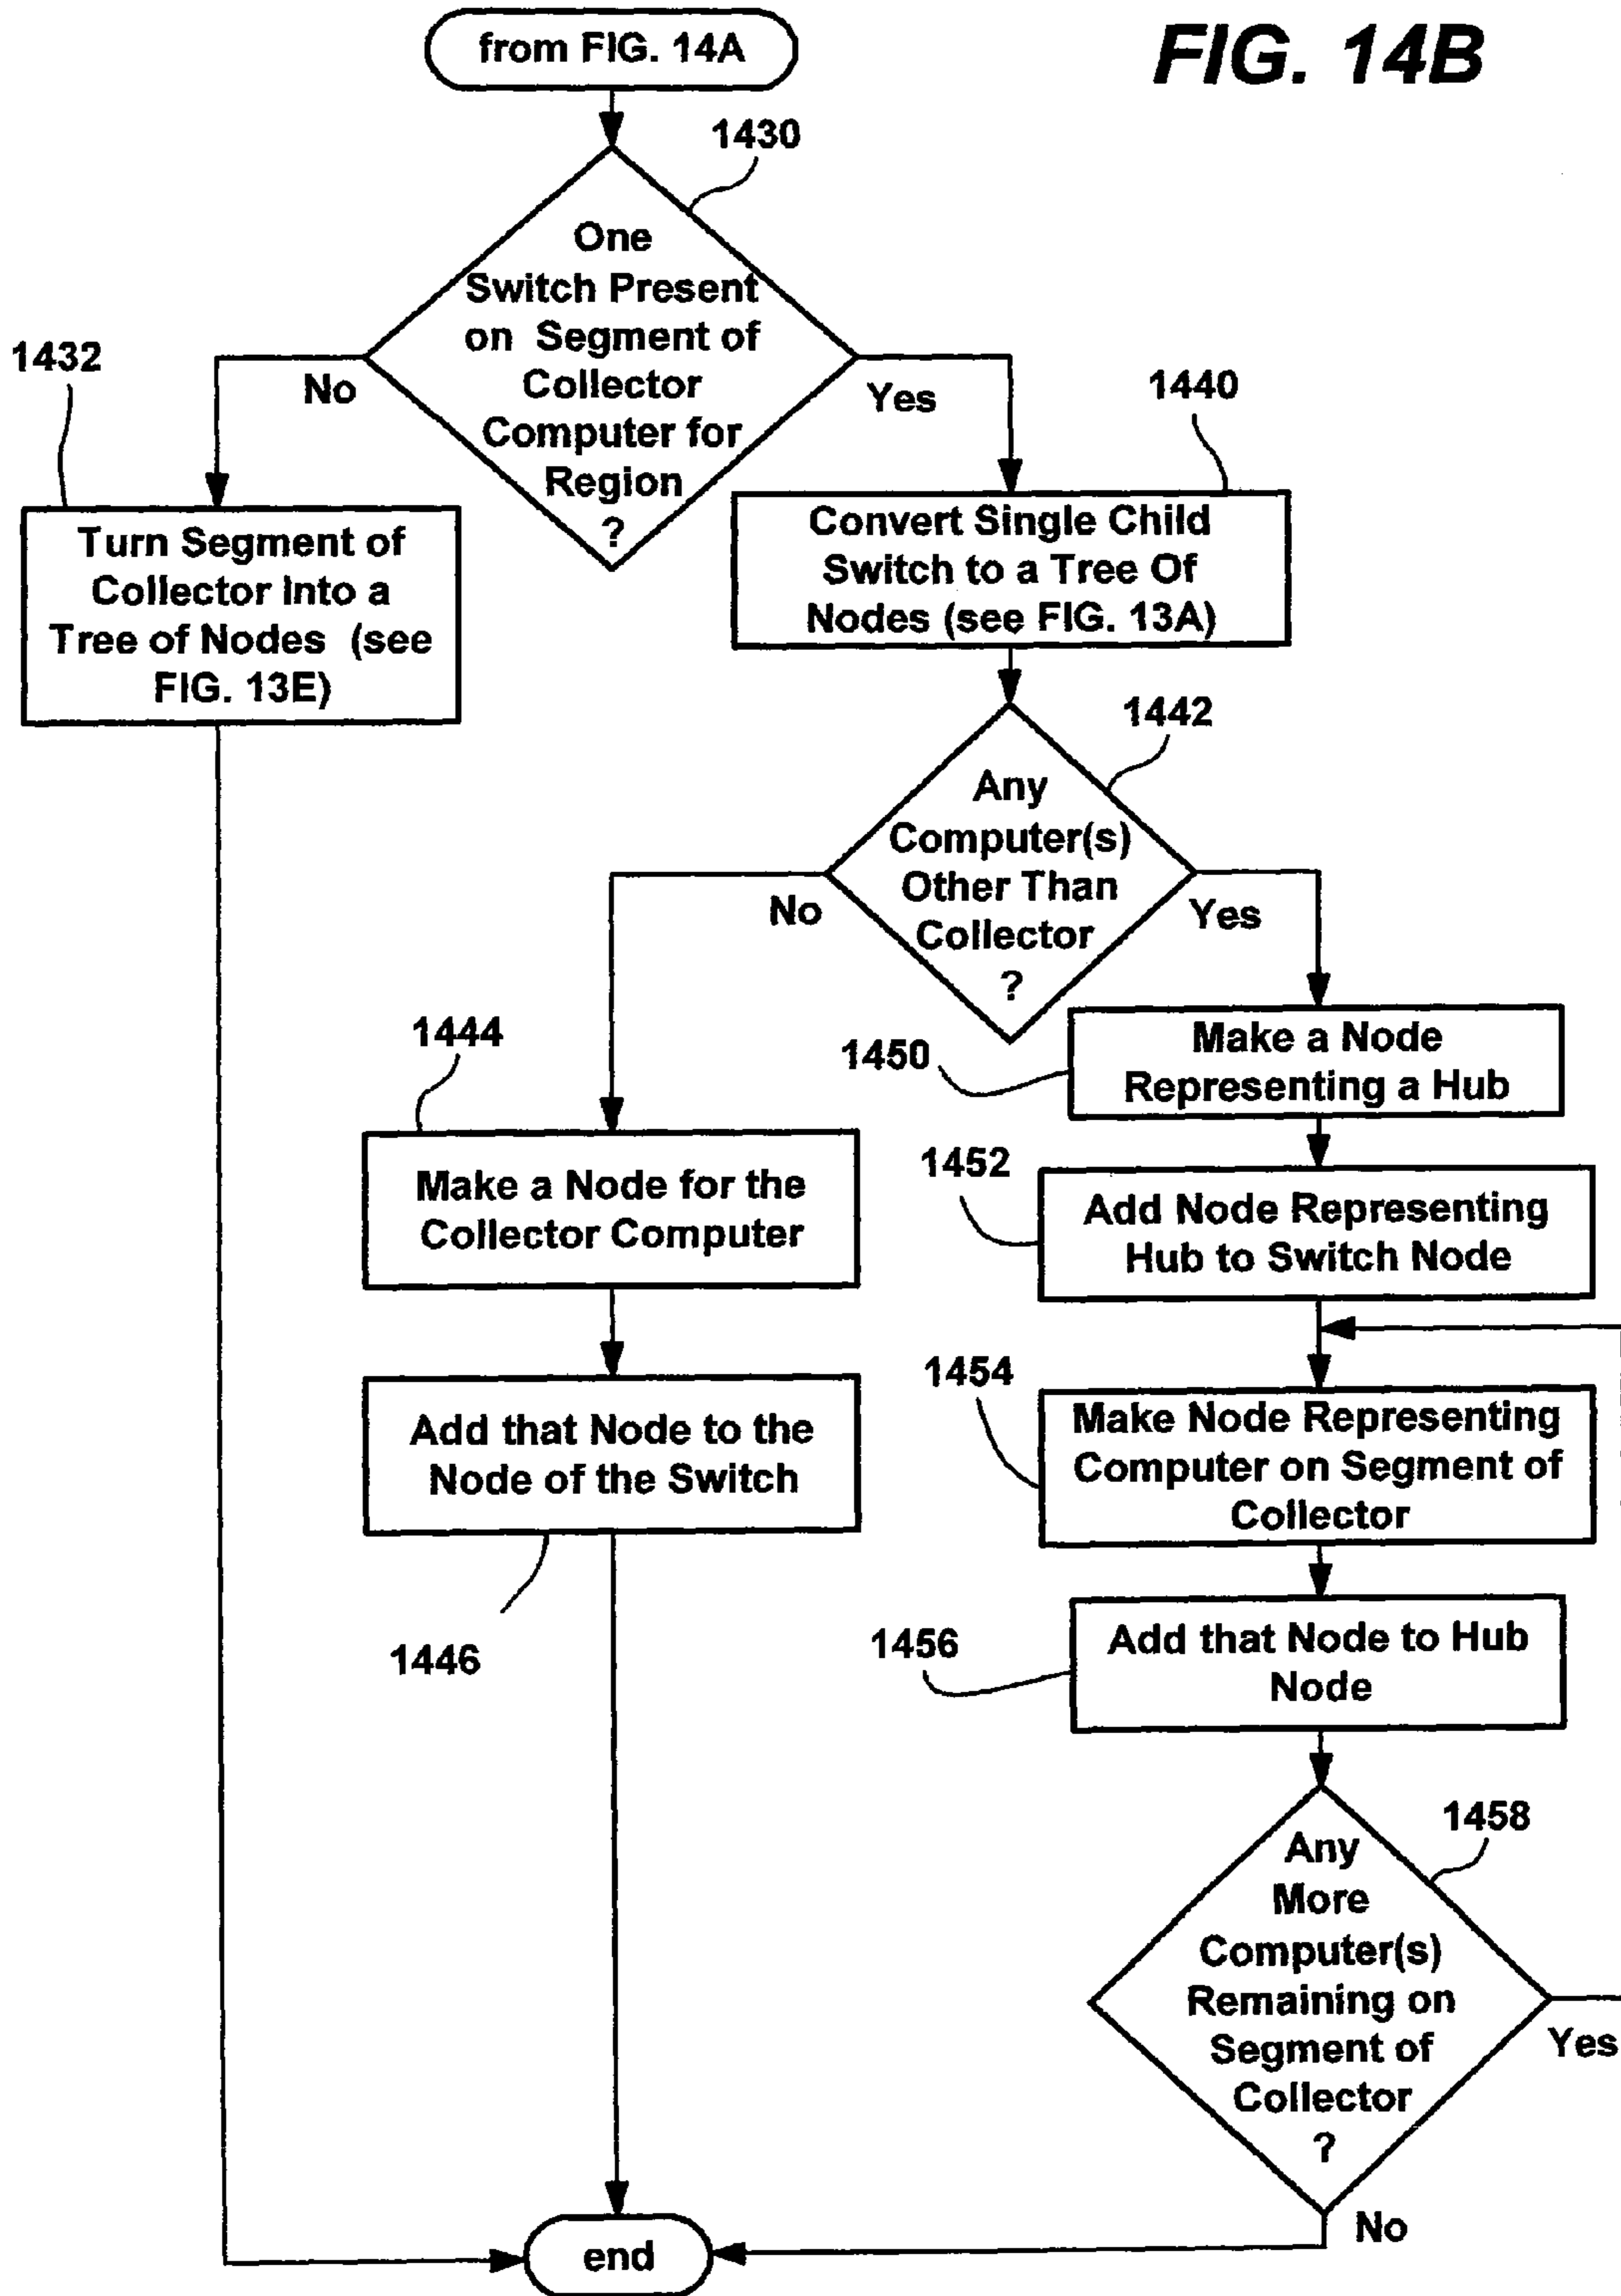 from FIG. 14A
FIG. 14B
1430
One
Switch Present
on Segment of
Collector
Computer for
Region
?
No
Yes
1432
Turn Segment of
Collector Into a
Tree of Nodes (see
FIG. 13E)
1440
Convert Single Child
Switch to a Tree Of
Nodes (see FIG. 13A)
1442
Any
Computer(s)
Other Than
Collector
?
No
Yes
1444
Make a Node for the
Collector Computer
1450
Make a Node
Representing a Hub
1452
Add Node Representing
Hub to Switch Node
Add that Node to the
Node of the Switch
1446
1454
Make Node Representing
Computer on Segment of
Collector
1456
Add that Node to Hub
Node
1458
Any
More
Computer(s)
Remaining on
Segment of
Collector
?
Yes
No
end